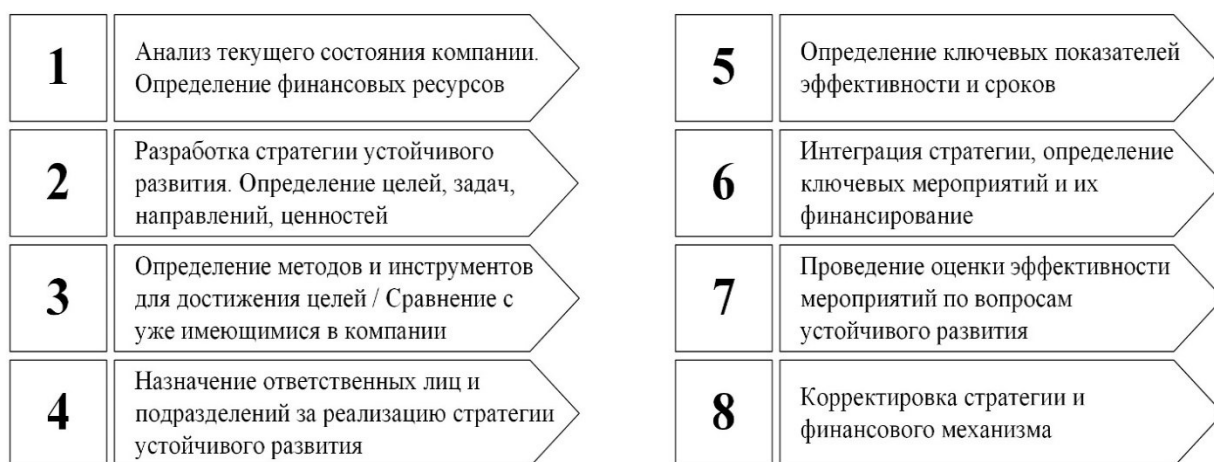 1
Анализ текущего состояния компании.
Определение финансовых ресурсов
2
Разработка стратегии устойчивого
развития. Определение целей, задач,
направлений, ценностей
3
Определение методов и инструментов
для достижения целей / Сравнение с
уже имеющимися в компании
4
Назначение ответственных лиц и
подразделений за реализацию стратегии
устойчивого развития
5
Определение ключевых показателей
эффективности и сроков
6
Интеграция стратегии, определение
ключевых мероприятий и их
финансирование
7
Проведение оценки эффективности
мероприятий по вопросам
устойчивого развития
8
Корректировка стратегии и
финансового механизма